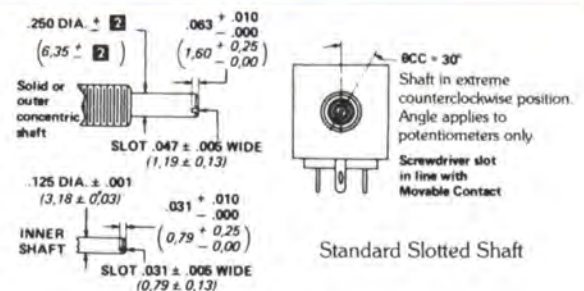 .250 DIA. ± 2
(6,35 ± 2)
.063 + .010 - .000
(1,60 + 0,25 - 0,00)
Solid or
outer
concentric
shaft
SLOT .047 ± .005 WIDE
(1,19 ± 0,13)
.125 DIA. ± .001
(3,18 ± 0,03)
.031 + .010 - .000
(0,79 + 0,25 - 0,00)
INNER
SHAFT
SLOT .031 ± .005 WIDE
(0,79 ± 0,13)
θCC = 30°
Shaft in extreme
counterclockwise position.
Angle applies to
potentiometers only
Screwdriver slot
in line with
Movable Contact
Standard Slotted Shaft